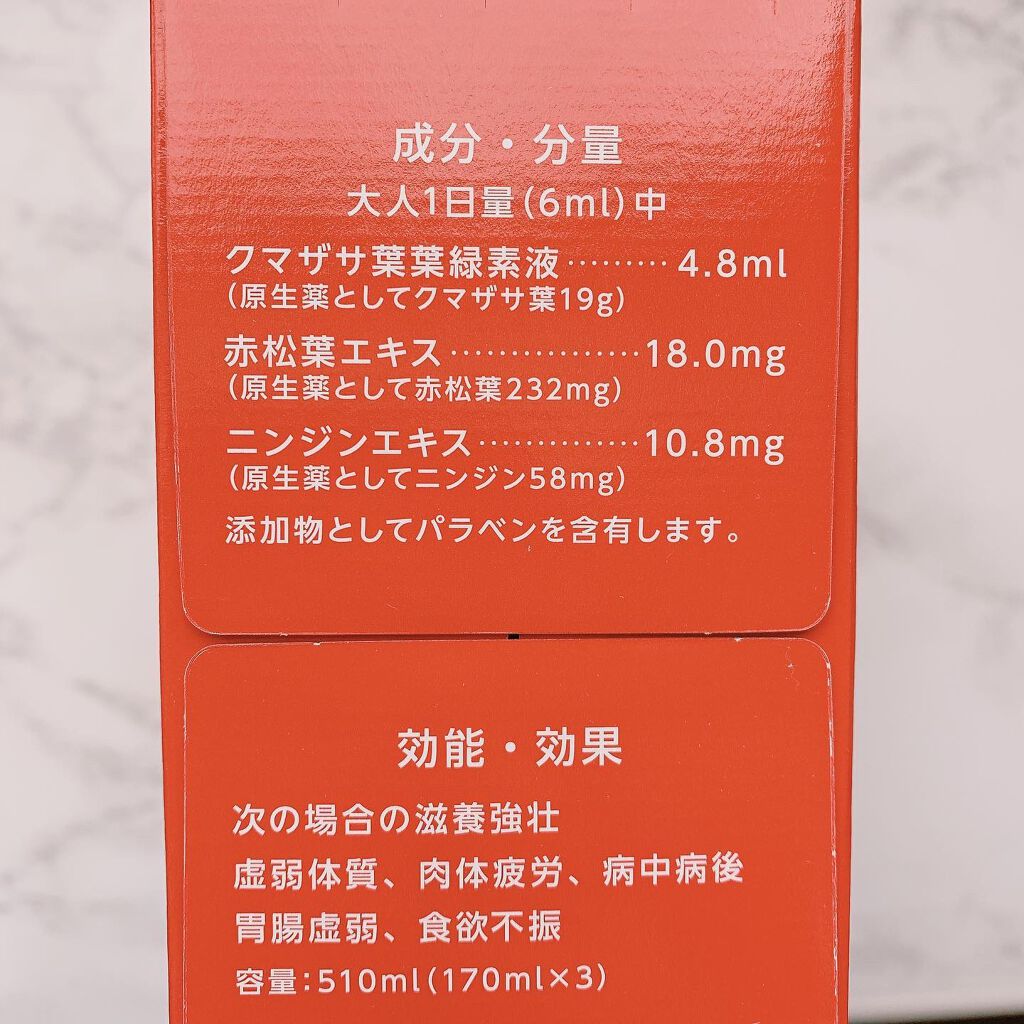 成分・分量
大人1日量(6ml)中
クマザサ葉葉緑素液………4.8ml
(原生薬としてクマザサ葉19g)
赤松葉エキス………………18.0mg
(原生薬として赤松葉232mg)
ニンジンエキス……………10.8mg
(原生薬としてニンジン58mg)
添加物としてパラベンを含有します。
効能・効果
次の場合の滋養強壮
虚弱体質、肉体疲労、病中病後
胃腸虚弱、食欲不振
容量:510ml(170ml×3)